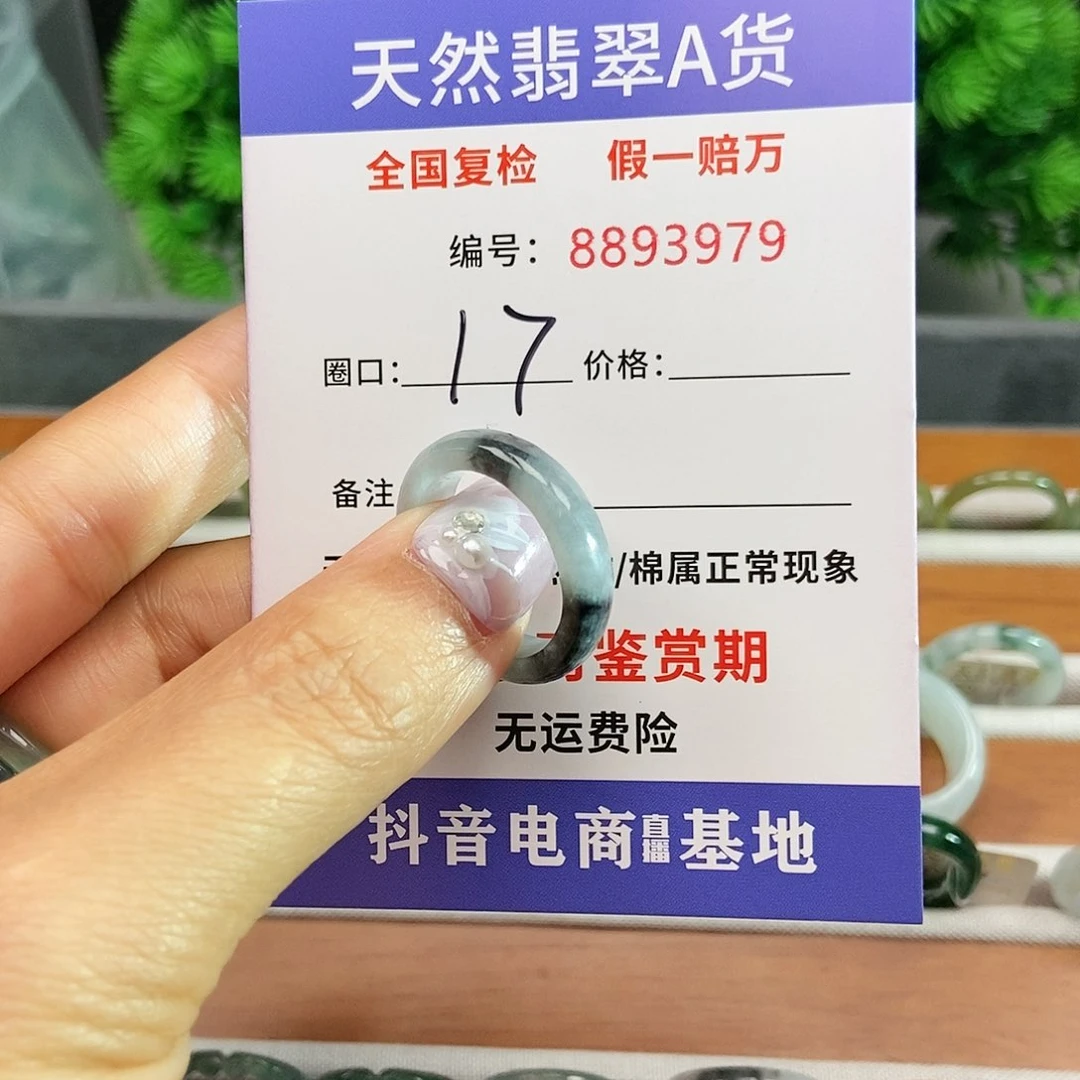 天然翡翠A货
全国复检 假一赔万
编号：8893979
圈口：17 价格：
备注
/棉属正常现象
鉴赏期
无运费险
抖音电商直播基地